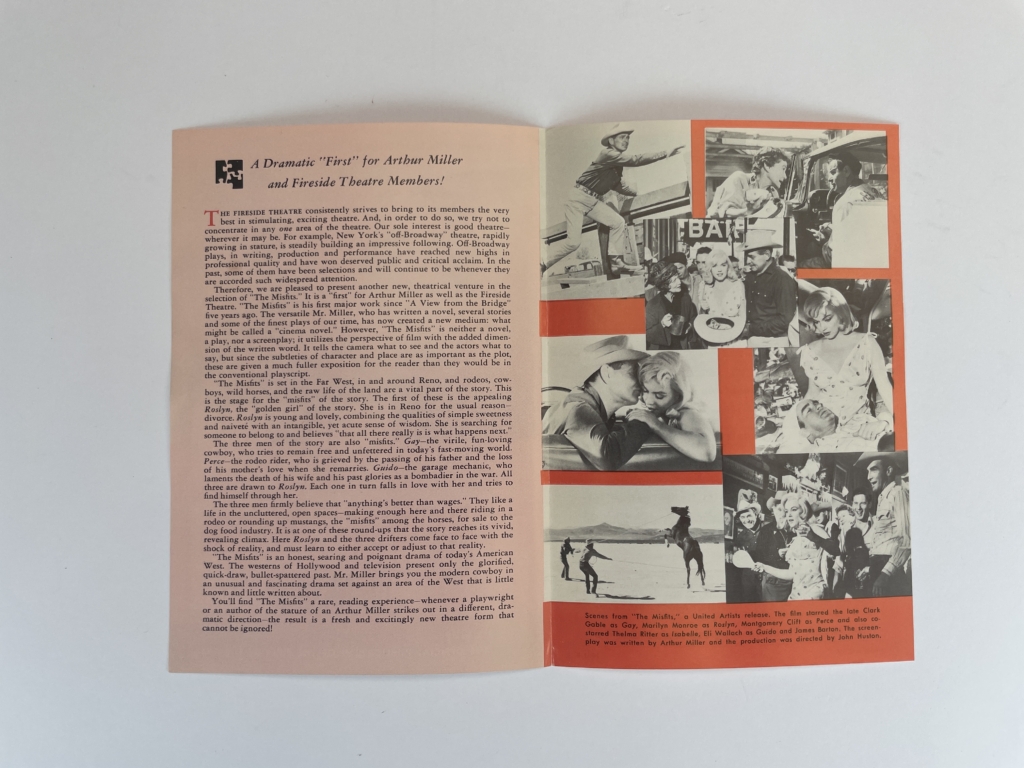 A Dramatic "First" for Arthur Miller
and Fireside Theatre Members!
THE FIRESIDE THEATRE consistently strives to bring to its members the very
best in stimulating, exciting theatre. And, in order to do so, we try not to
concentrate in any one area of the theatre. Our sole interest is good theatre—
wherever it may be. For example, New York's "off-Broadway" theatre, rapidly
growing in stature, is steadily building an impressive following. Off-Broadway
plays, in writing, production and performance have reached new highs in
professional quality and have won deserved public and critical acclaim. In the
past, some of them have been selections and will continue to be whenever they
are accorded such widespread attention.
Therefore, we are pleased to present another new, theatrical venture in the
selection of "The Misfits." It is a "first" for Arthur Miller as well as the Fireside
Theatre. "The Misfits" is his first major work since "A View from the Bridge"
five years ago. The versatile Mr. Miller, who has written a novel, several stories
and some of the finest plays of our time, has now created a new medium: what
might be called a "cinema novel." However, "The Misfits" is neither a novel,
a play, nor a screenplay; it utilizes the perspective of film with the added dimen-
sion of the written word. It tells the camera what to see and the actors what to
say, but since the subtleties of character and place are as important as the plot,
these are given a much fuller exposition for the reader than they would be in
the conventional playscript.
"The Misfits" is set in the Far West, in and around Reno, and rodeos, cow-
boys, wild horses, and the raw life of the land are a vital part of the story. This
is the stage for the "misfits" of the story. The first of these is the appealing
Roslyn, the "golden girl" of the story. She is in Reno for the usual reason—
divorce. Roslyn is young and lovely, combining the qualities of simple sweetness
and naiveté with an intangible, yet acute sense of wisdom. She is searching for
someone to belong to and believes "that all there really is is what happens next."
The three men of the story are also "misfits." Gay—the virile, fun-loving
cowboy, who tries to remain free and unfettered in today's fast-moving world.
Perce—the rodeo rider, who is grieved by the passing of his father and the loss
of his mother's love when she remarries. Guido—the garage mechanic, who
laments the death of his wife and his past glories as a bombadier in the war. All
three are drawn to Roslyn. Each one in turn falls in love with her and tries to
find himself through her.
The three men firmly believe that "anything's better than wages." They like a
life in the uncluttered, open spaces—making enough here and there riding in a
rodeo or rounding up mustangs, the "misfits" among the horses, for sale to the
dog food industry. It is at one of these round-ups that the story reaches its vivid,
revealing climax. Here Roslyn and the three drifters come face to face with the
shock of reality, and must learn to either accept or adjust to that reality.
"The Misfits" is an honest, searing and poignant drama of today's American
West. The westerns of Hollywood and television present only the glorified,
quick-draw, bullet-spattered past. Mr. Miller brings you the modern cowboy in
an unusual and fascinating drama set against an area of the West that is little
known and little written about.
You'll find "The Misfits" a rare, reading experience—whenever a playwright
or an author of the stature of an Arthur Miller strikes out in a different, dra-
matic direction—the result is a fresh and excitingly new theatre form that
cannot be ignored!
BAR
Scenes from "The Misfits," a United Artists release. The film starred the late Clark
Gable as Gay, Marilyn Monroe as Roslyn, Montgomery Clift as Perce and also co-
starred Thelma Ritter as Isabelle, Eli Wallach as Guido and James Barton. The screen-
play was written by Arthur Miller and the production was directed by John Huston.